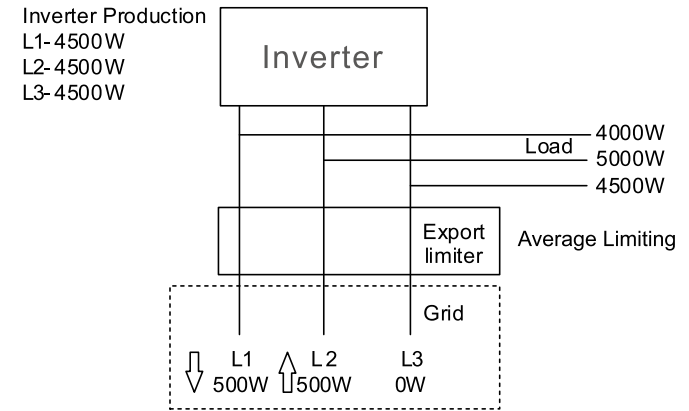 Inverter Production
L1-4500W
L2-4500W
L3-4500W
Inverter
4000W
Load
5000W
4500W
Export
limiter
Average Limiting
Grid
L1 L2 L3
500W 500W 0W